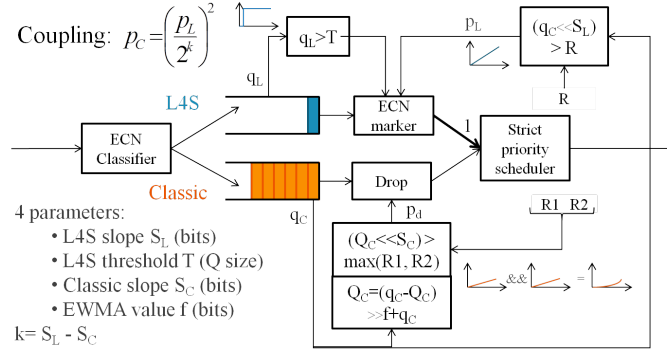 Coupling: p_C = (p_L / 2^k)^2
q_L>T
p_L
(q_C<<S_L)
> R
q_L
R
L4S
ECN
marker
1
ECN
Classifier
Strict
priority
scheduler
Classic
Drop
q_C
p_d
R1 R2
4 parameters:
• L4S slope S_L (bits)
• L4S threshold T (Q size)
• Classic slope S_C (bits)
• EWMA value f (bits)
k= S_L - S_C
(Q_C<<S_C)>
max(R1, R2)
&& =
Q_C=(q_C-Q_C)
>>f+q_C